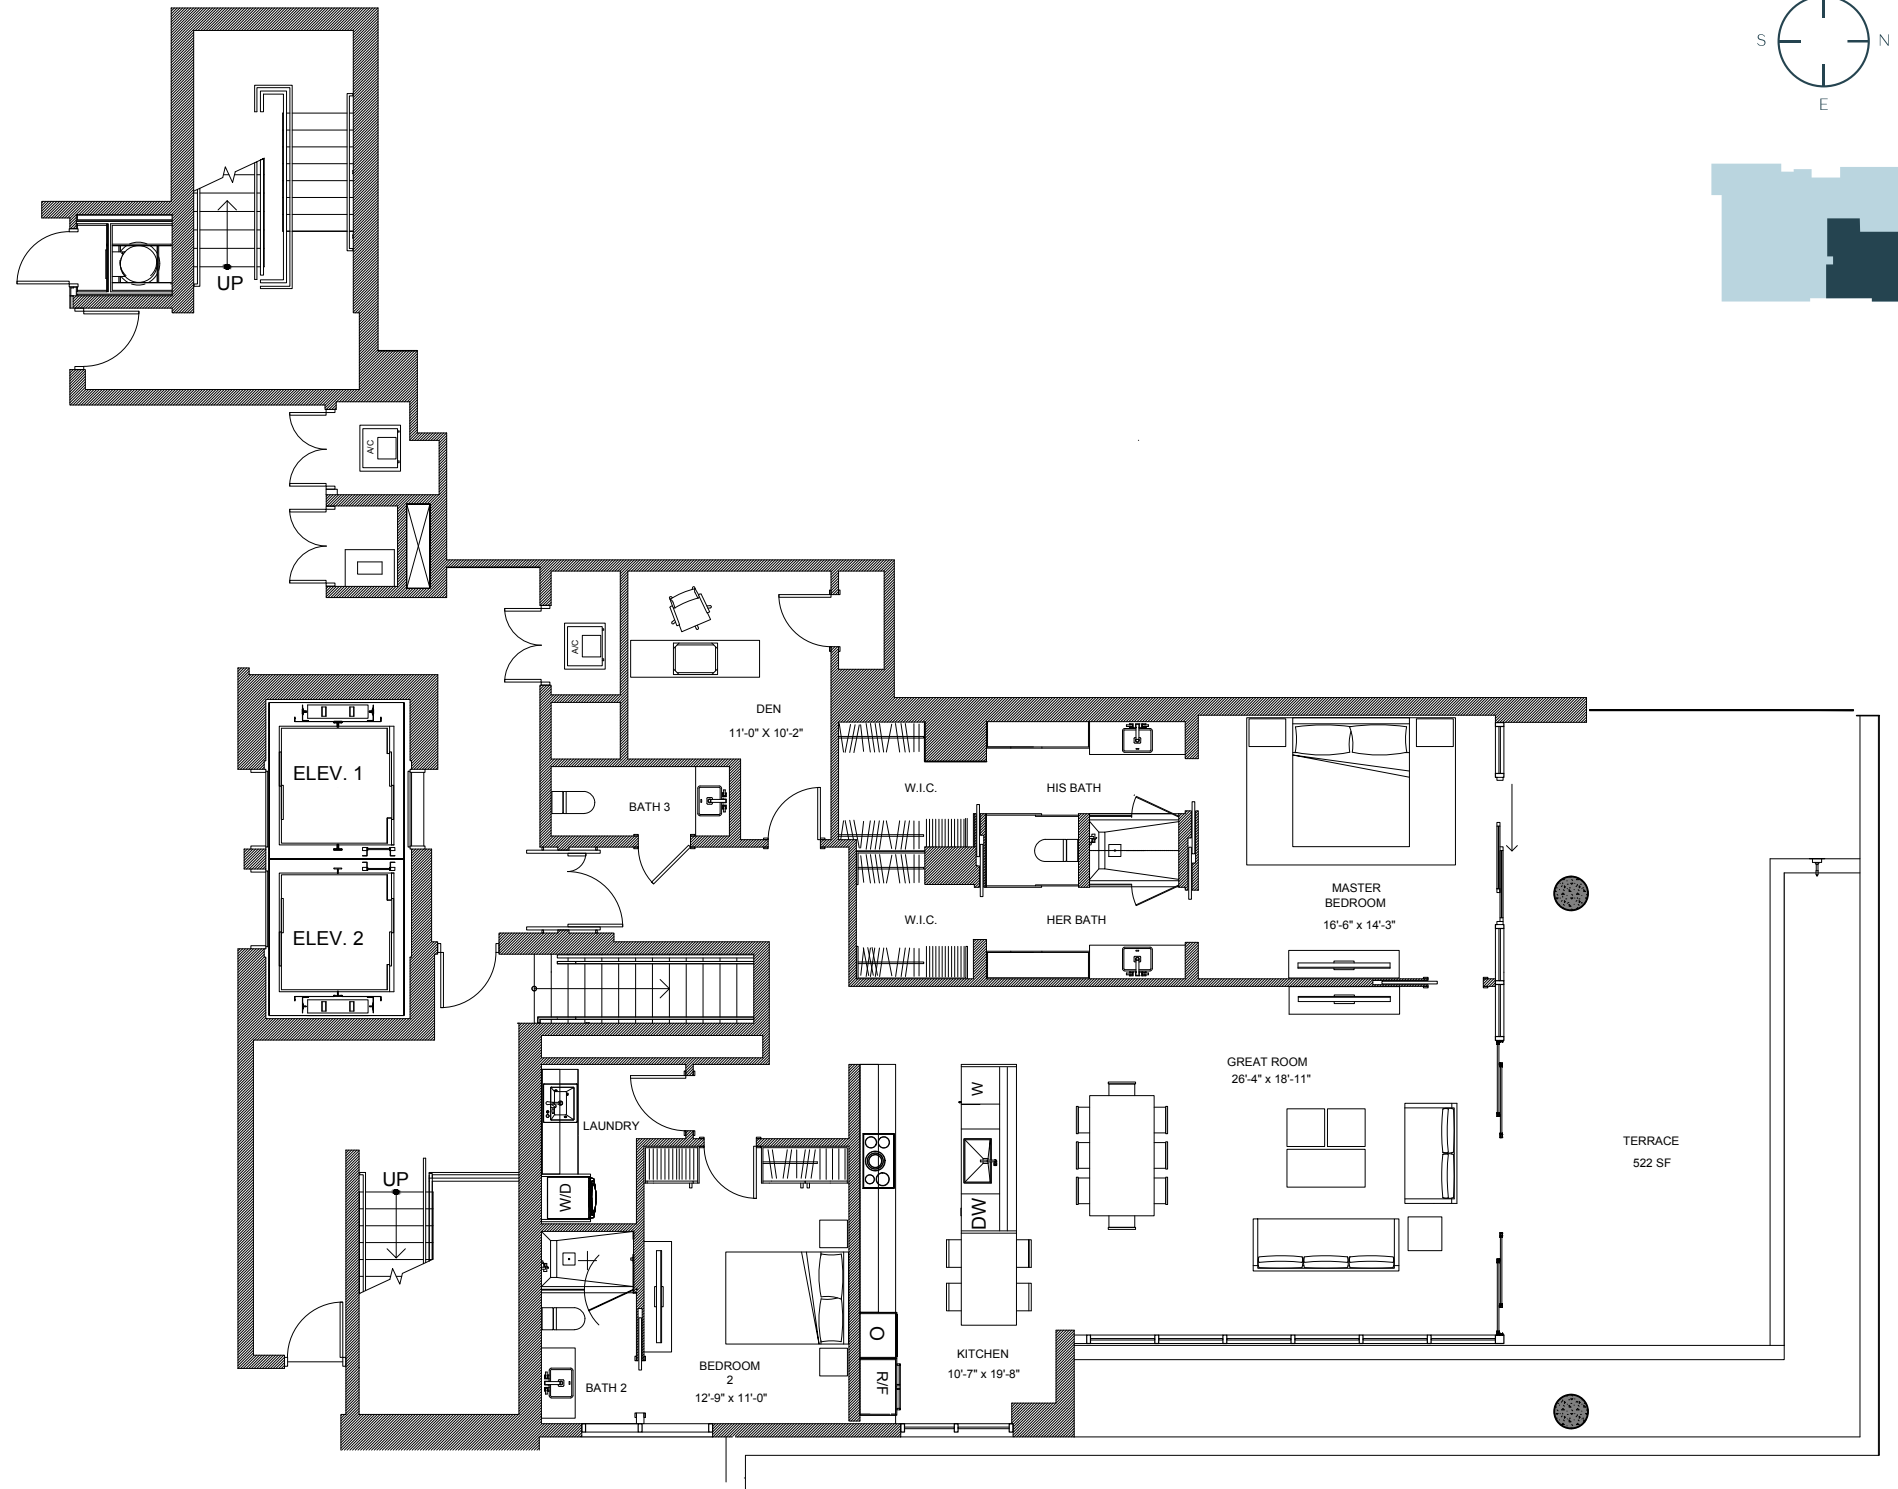 S
N
E
UP
A/C
A/C
DEN
11'-0" X 10'-2"
ELEV. 1
BATH 3
W.I.C.
HIS BATH
MASTER
BEDROOM
16'-6" x 14'-3"
W.I.C.
HER BATH
ELEV. 2
GREAT ROOM
26'-4" x 18'-11"
W
LAUNDRY
TERRACE
522 SF
UP
W/D
DW
O
KITCHEN
10'-7" x 19'-8"
R/F
BEDROOM
2
12'-9" x 11'-0"
BATH 2